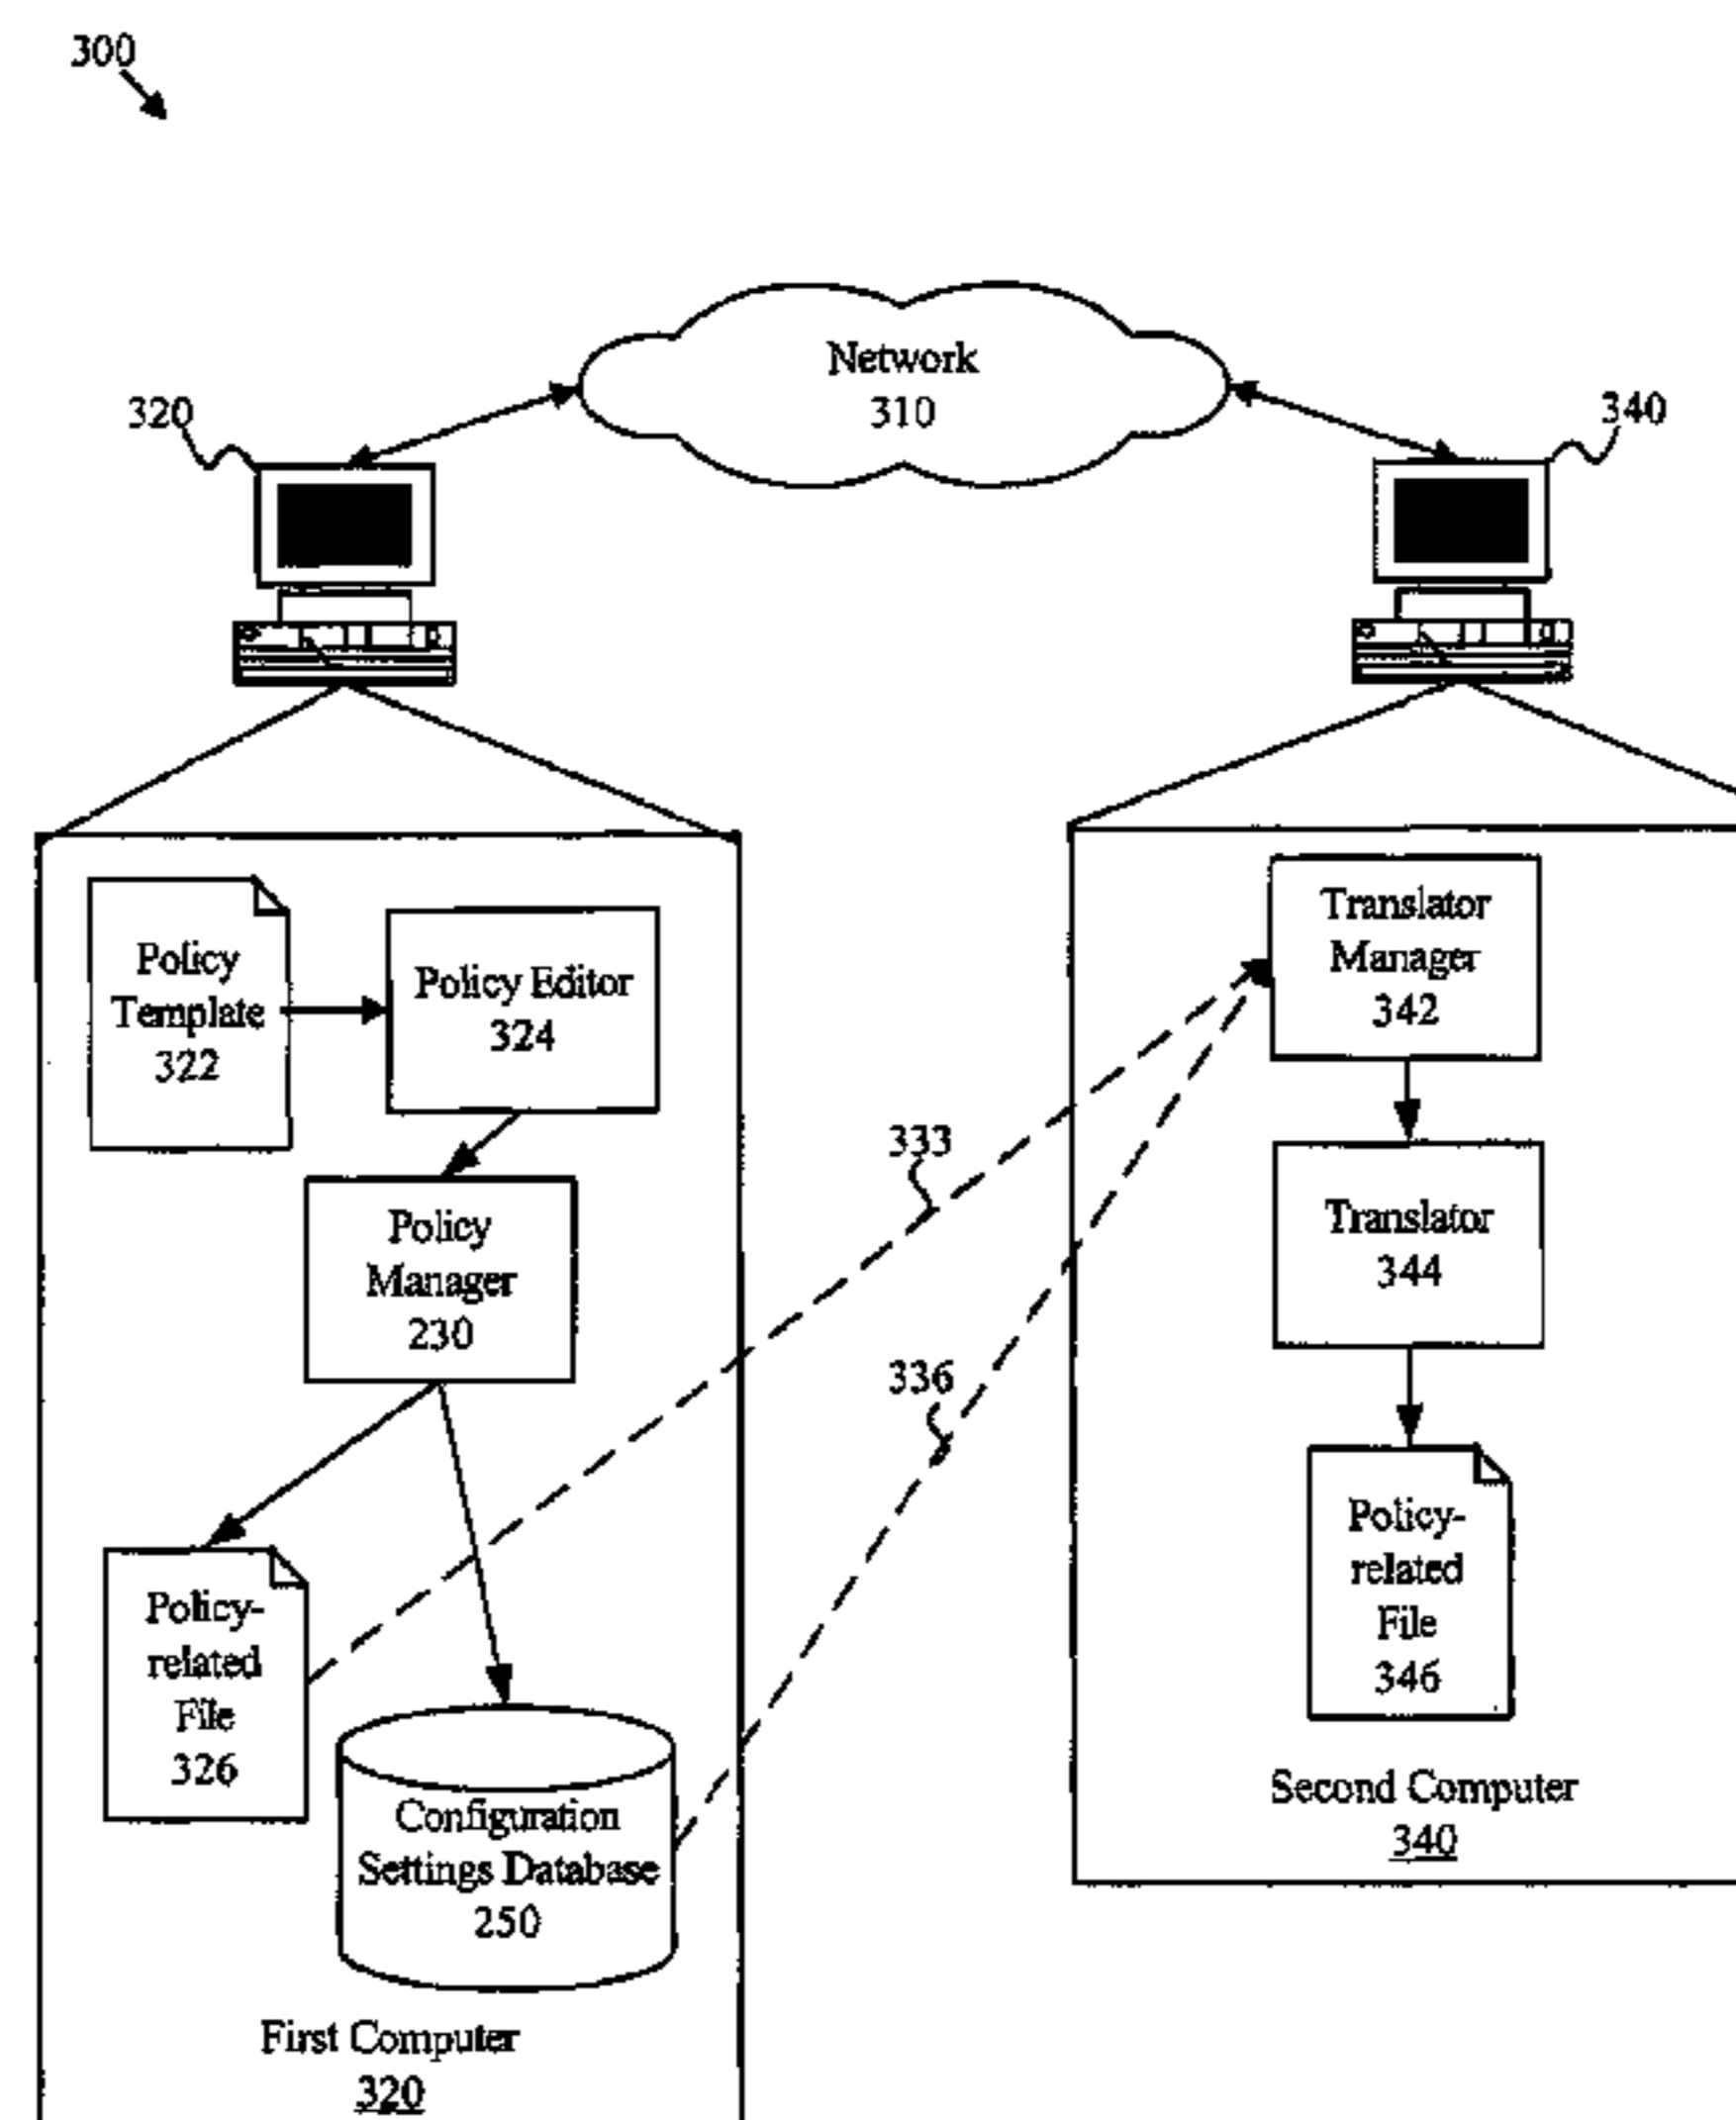 300
Network
310
320
340
Policy
Template
322
Policy Editor
324
Policy
Manager
230
Policy-
related
File
326
Configuration
Settings Database
250
First Computer
320
333
336
Translator
Manager
342
Translator
344
Policy-
related
File
346
Second Computer
340